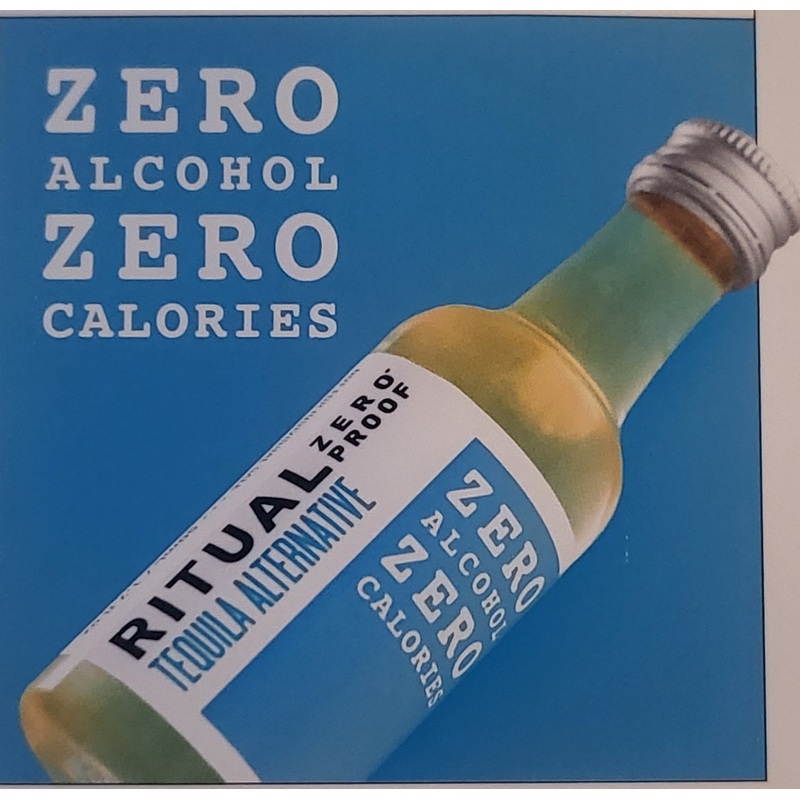 ZERO
ALCOHOL
ZERO
CALORIES
RITUAL
ZERO
PROOF
TEQUILA ALTERNATIVE
ZERO
ALCOHOL
ZERO
CALORIES